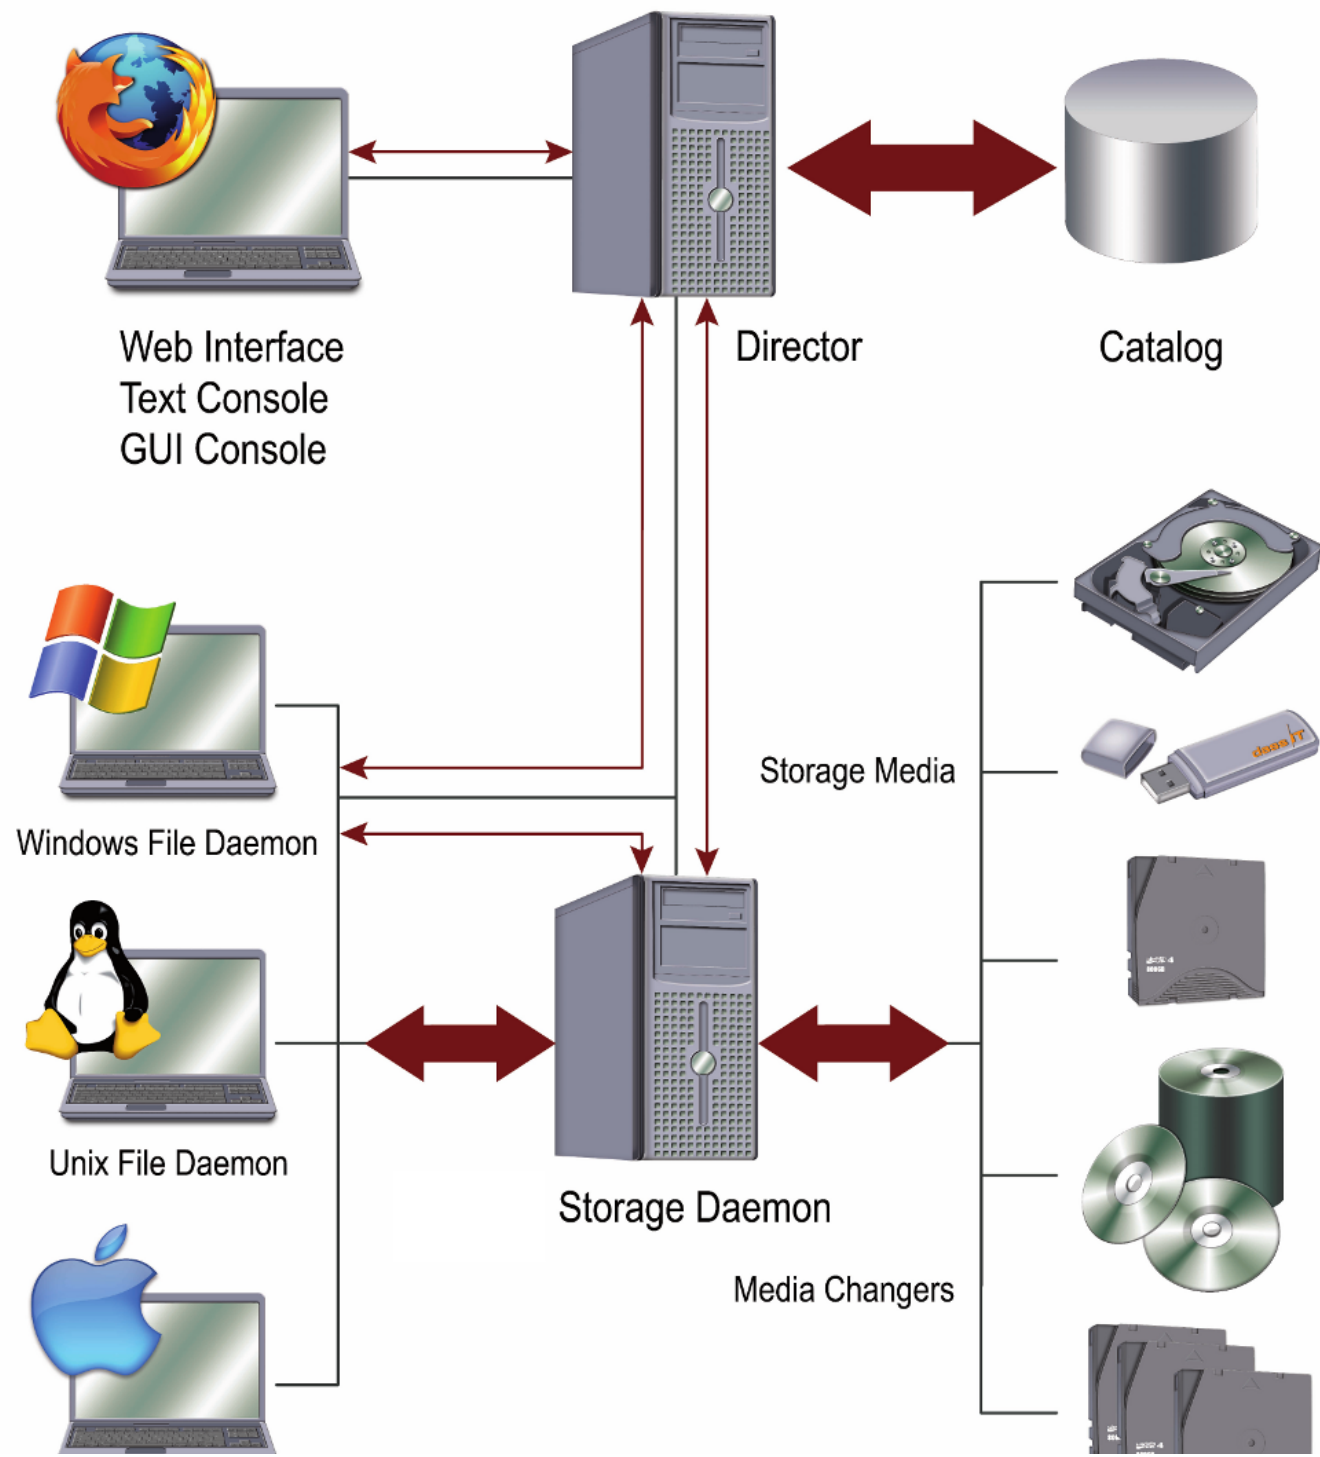 Web Interface
Text Console
GUI Console
Director
Catalog
Storage Media
Windows File Daemon
Unix File Daemon
Storage Daemon
Media Changers